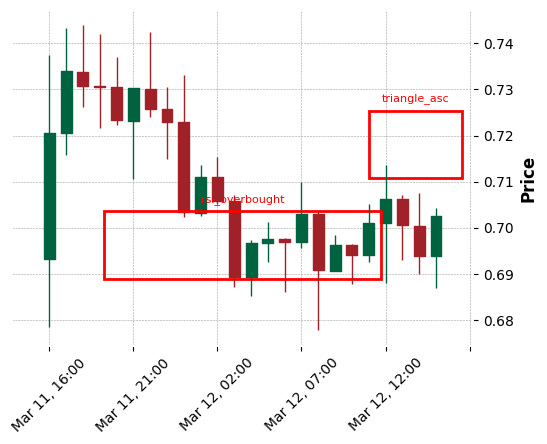 triangle_asc
rsi_overbought
0.74
0.73
0.72
0.71
0.70
0.69
0.68
Price
Mar 11, 16:00
Mar 11, 21:00
Mar 12, 02:00
Mar 12, 07:00
Mar 12, 12:00